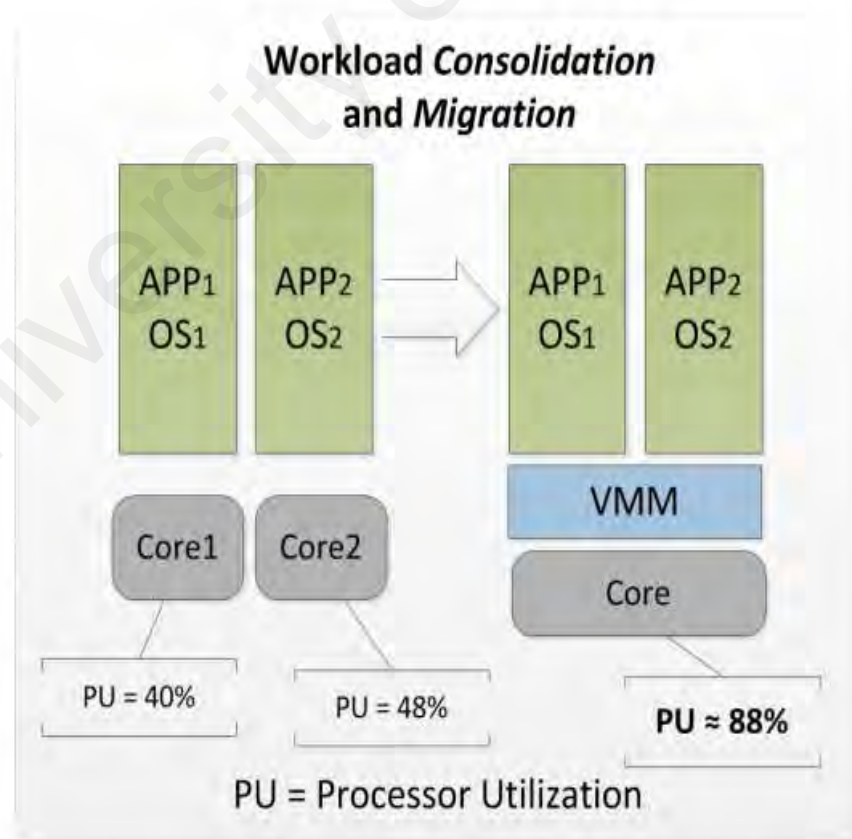 Workload Consolidation
and Migration
APP1
OS1
APP2
OS2
APP1
OS1
APP2
OS2
VMM
Core1
Core2
Core
PU = 40%
PU = 48%
PU ≈ 88%
PU = Processor Utilization